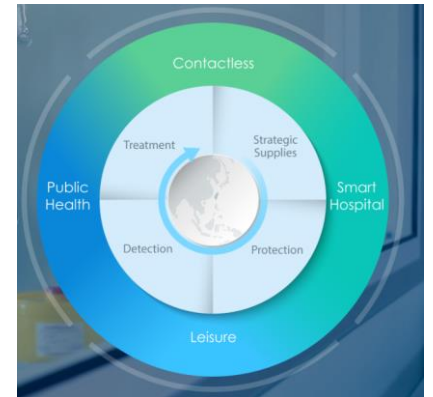 Contactless
Treatment
Strategic
Supplies
Public
Health
Smart
Hospital
Detection
Protection
Leisure